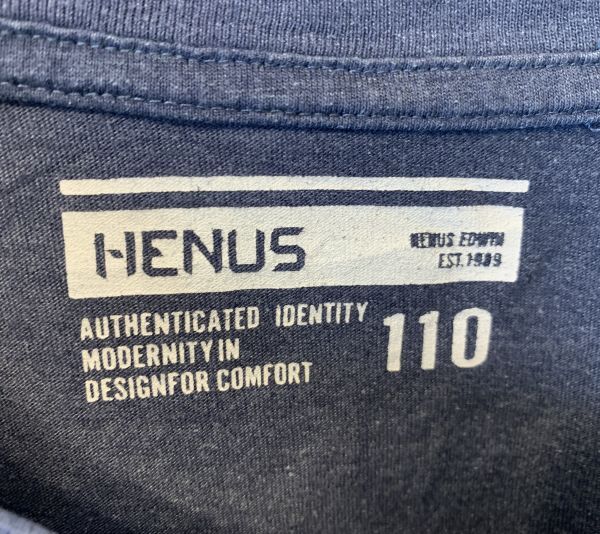 HENUS
HENUS EDWIN
EST.1989
AUTHENTICATED IDENTITY
MODERNITY IN
DESIGNFOR COMFORT
110